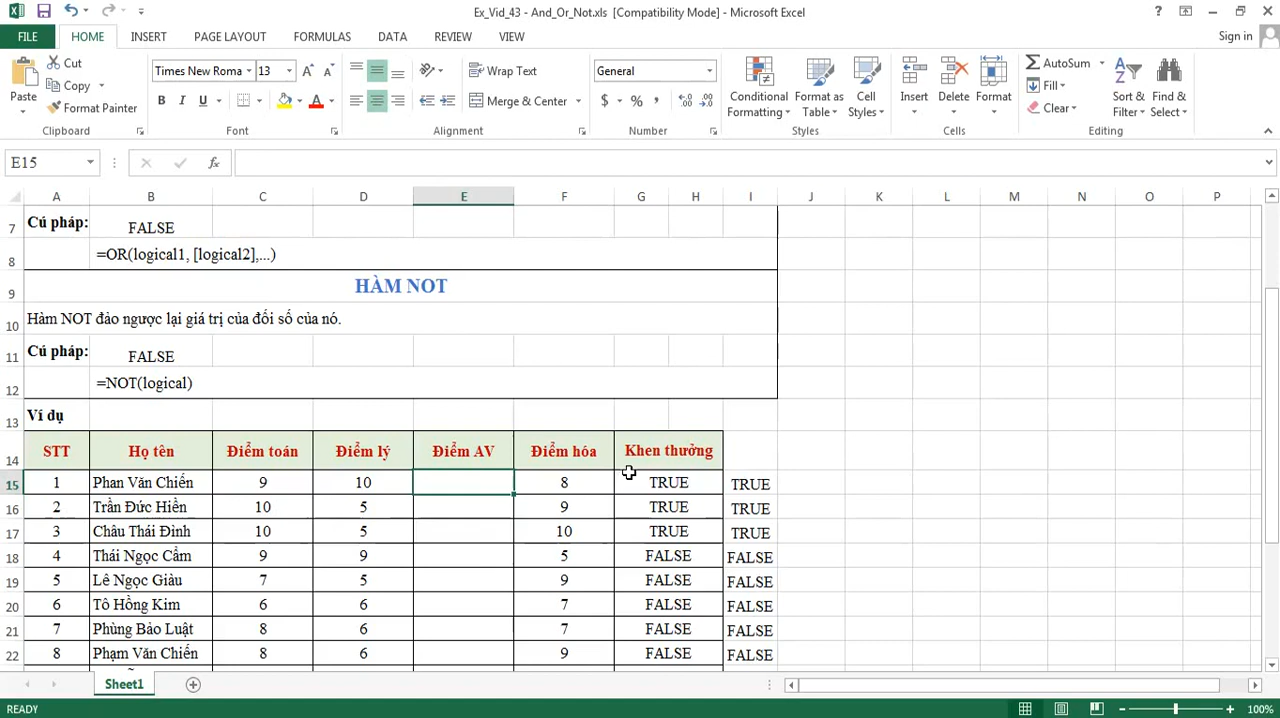 Ex_Vid_43 - And_Or_Not.xls [Compatibility Mode] - Microsoft Excel
FILE HOME INSERT PAGE LAYOUT FORMULAS DATA REVIEW VIEW Sign in
Paste Cut Copy Format Painter
Times New Roma 13
B I U A
Wrap Text
Merge & Center
General
$ % ,
Conditional Formatting Format as Table Cell Styles
Insert Delete Format
AutoSum Fill Clear
Sort & Filter Find & Select
Clipboard Font Alignment Number Styles Cells Editing
E15 fx
A B C D E F G H I J K L M N O P
7 Cú pháp: FALSE
8 =OR(logical1, [logical2],...)
9 HÀM NOT
10 Hàm NOT đảo ngược lại giá trị của đối số của nó.
11 Cú pháp: FALSE
12 =NOT(logical)
13 Ví dụ
14 STT Họ tên Điểm toán Điểm lý Điểm AV Điểm hóa Khen thưởng
15 1 Phan Văn Chiến 9 10 8 TRUE TRUE
16 2 Trần Đức Hiền 10 5 9 TRUE TRUE
17 3 Châu Thái Đình 10 5 10 TRUE TRUE
18 4 Thái Ngọc Cầm 9 9 5 FALSE FALSE
19 5 Lê Ngọc Giàu 7 5 9 FALSE FALSE
20 6 Tô Hồng Kim 6 6 7 FALSE FALSE
21 7 Phùng Bảo Luật 8 6 7 FALSE FALSE
22 8 Phạm Văn Chiến 8 6 9 FALSE FALSE
Sheet1
READY 100%